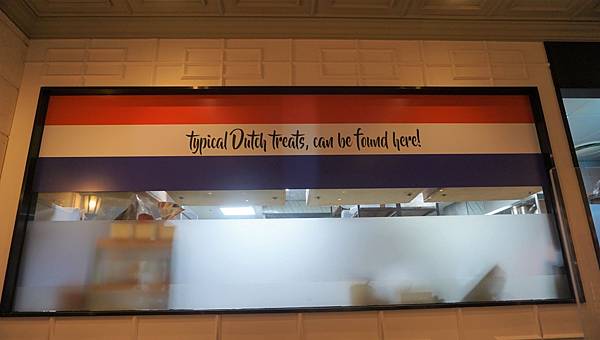 typical Dutch treats, can be found here!